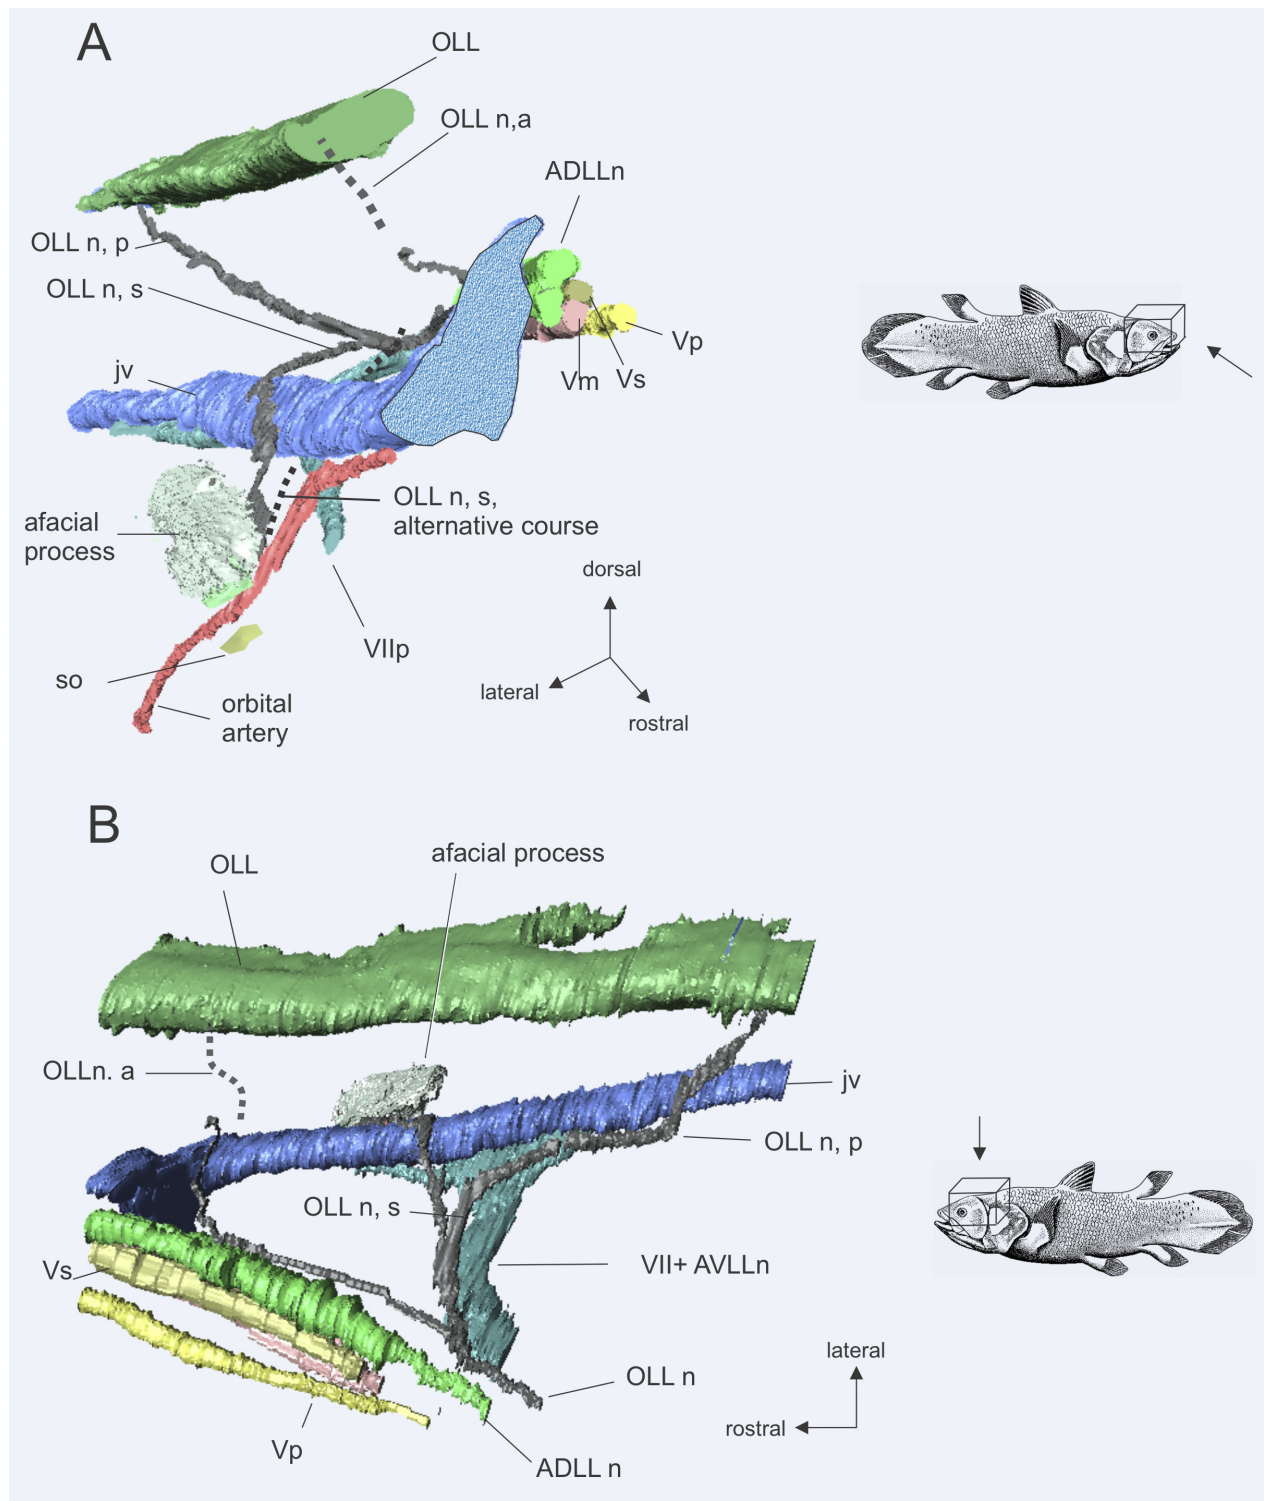 A
OLL
OLL n,a
ADLLn
OLL n, p
OLL n, s
Vp
jv
Vm
Vs
OLL n, s,
alternative course
afacial
process
dorsal
VIIp
so
lateral
orbital
artery
rostral
B
afacial process
OLL
OLLn. a
jv
OLL n, p
OLL n, s
Vs
VII+ AVLLn
lateral
OLL n
rostral
Vp
ADLL n